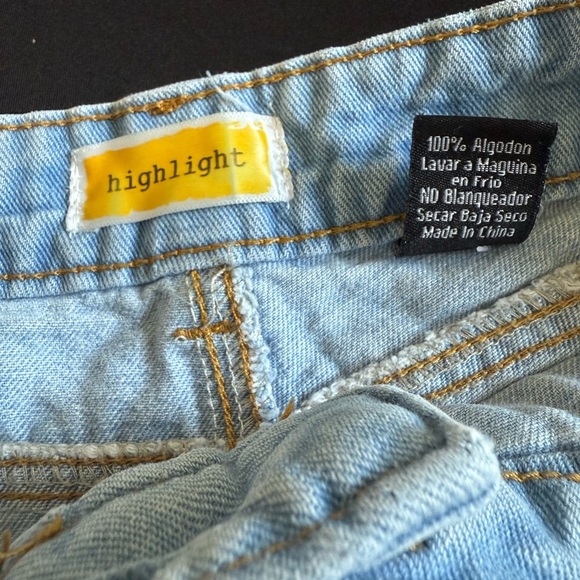 highlight
100% Algodon
Lavar a Maquina
en Frio
NO Blanqueador
Secar Baja Seco
Made In China